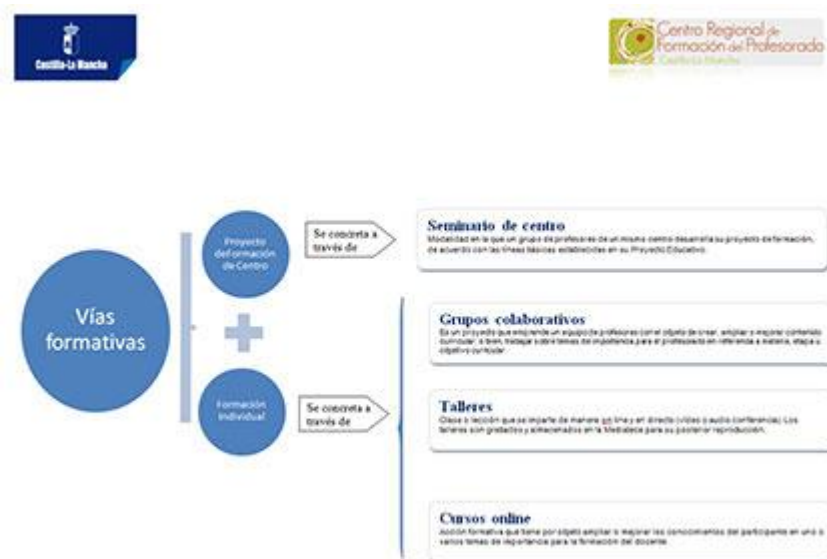 Castilla-La Mancha
Centro Regional de
Formación del Profesorado
Castilla-La Mancha
Vías
formativas
Proyecto
deFormación
de Centro
Se concreta a
través de
Seminario de centro
Modalidad en la que un grupo de profesores de un mismo centro desarrolla su proyecto de formación,
de acuerdo con las líneas básicas establecidas en su Proyecto Educativo.
Formación
Individual
Se concreta a
través de
Grupos colaborativos
Es un proyecto que emprende un equipo de profesores con el objeto de crear, ampliar o mejorar contenido
curricular, o bien, trabajar sobre temas de importancia para el profesorado en referencia a materia, etapa u
objetivo curricular.
Talleres
Clase o lección que se imparte de manera on line y en directo (vídeo o audio conferencia). Los
talleres son grabados y almacenados en la Mediateca para su posterior reproducción.
Cursos online
Acción formativa que tiene por objeto ampliar o mejorar los conocimientos del participante en uno o
varios temas de importancia para la formación del docente.